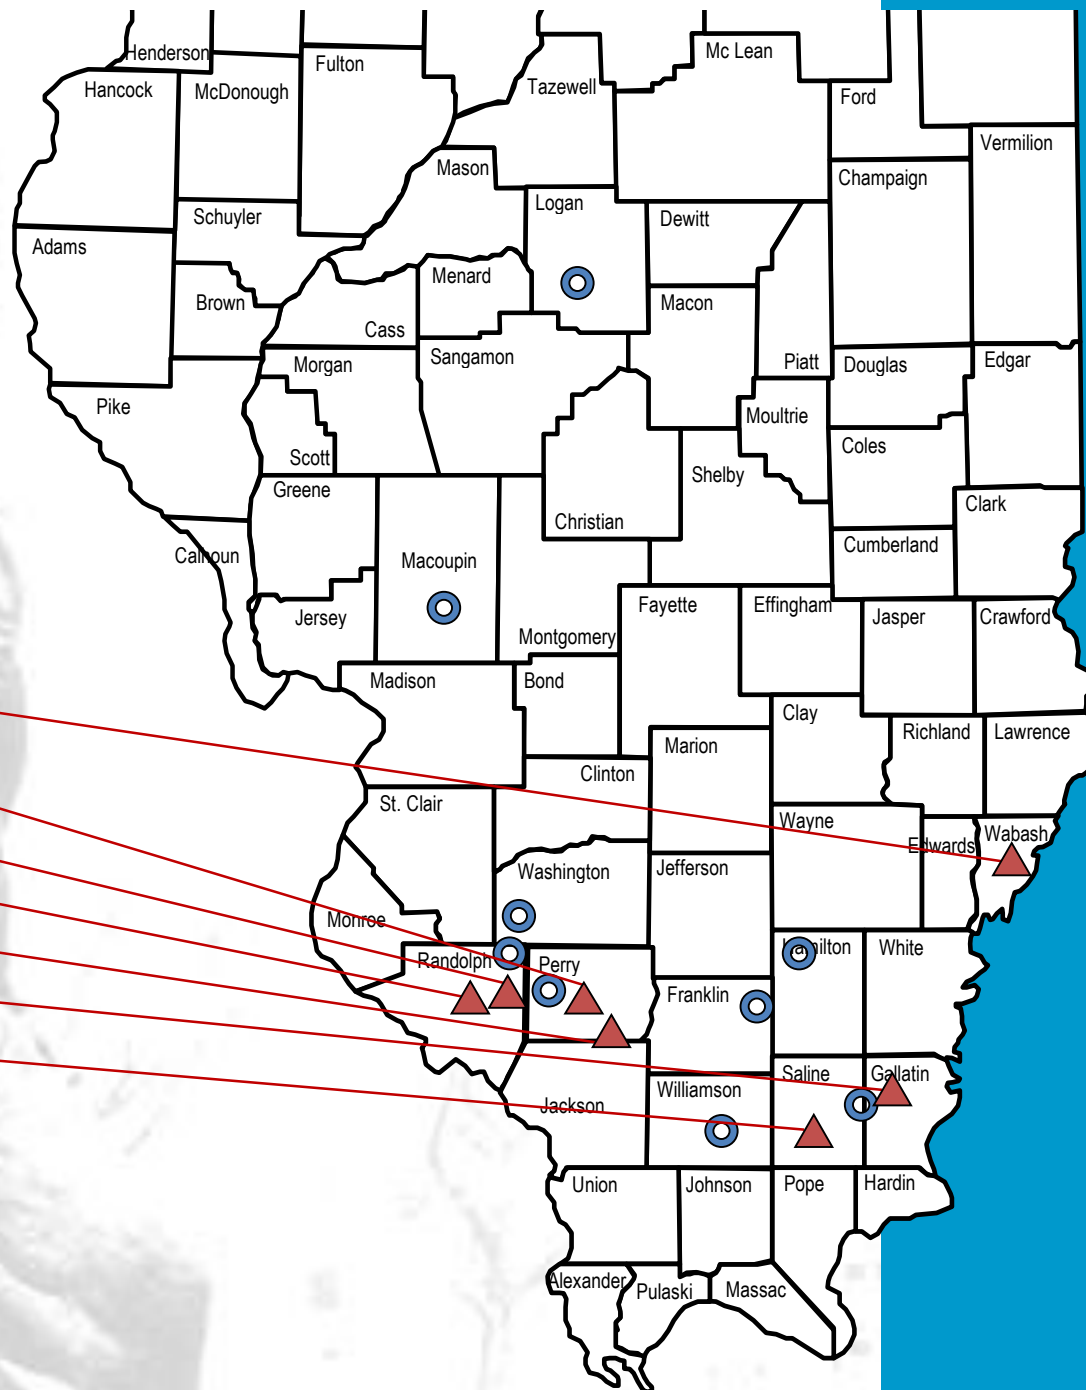 Henderson
Hancock
McDonough
Fulton
Tazewell
Mc Lean
Ford
Vermilion
Mason
Logan
Dewitt
Champaign
Schuyler
Adams
Brown
Menard
Macon
Cass
Sangamon
Morgan
Piatt
Douglas
Edgar
Pike
Moultrie
Scott
Coles
Shelby
Greene
Clark
Christian
Calhoun
Macoupin
Cumberland
Jersey
Fayette
Effingham
Jasper
Crawford
Montgomery
Madison
Bond
Clay
Richland
Lawrence
Marion
Clinton
St. Clair
Wayne
Edwards
Wabash
Washington
Jefferson
Monroe
Randolph
Perry
Hamilton
White
Franklin
Saline
Gallatin
Williamson
Jackson
Union
Johnson
Pope
Hardin
Alexander
Pulaski
Massac